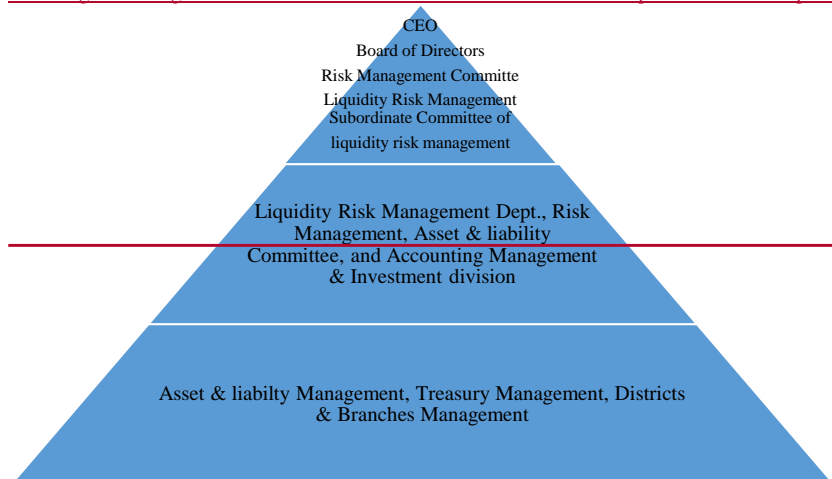 CEO
Board of Directors
Risk Management Committe
Liquidity Risk Management
Subordinate Committee of
liquidity risk management
Liquidity Risk Management Dept., Risk
Management, Asset & liability
Committee, and Accounting Management
& Investment division
Asset & liabilty Management, Treasury Management, Districts
& Branches Management